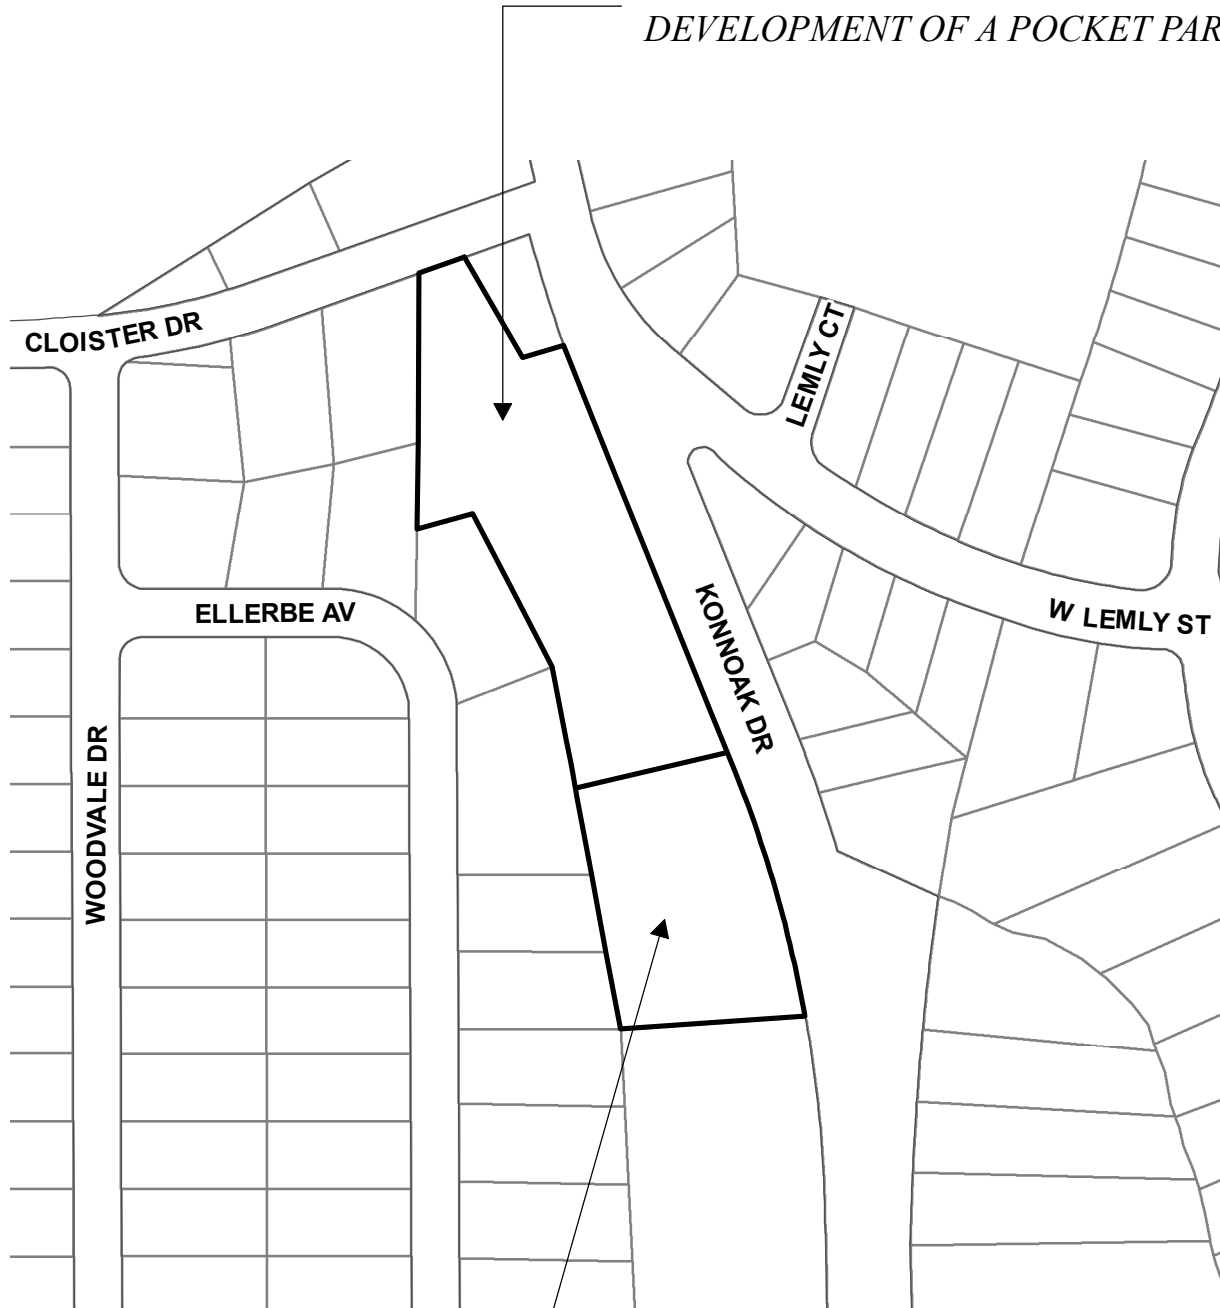 DEVELOPMENT OF A POCKET PAR
CLOISTER DR
LEMLY CT
ELLERBE AV
KONNOAK DR
W LEMLY ST
WOODVALE DR